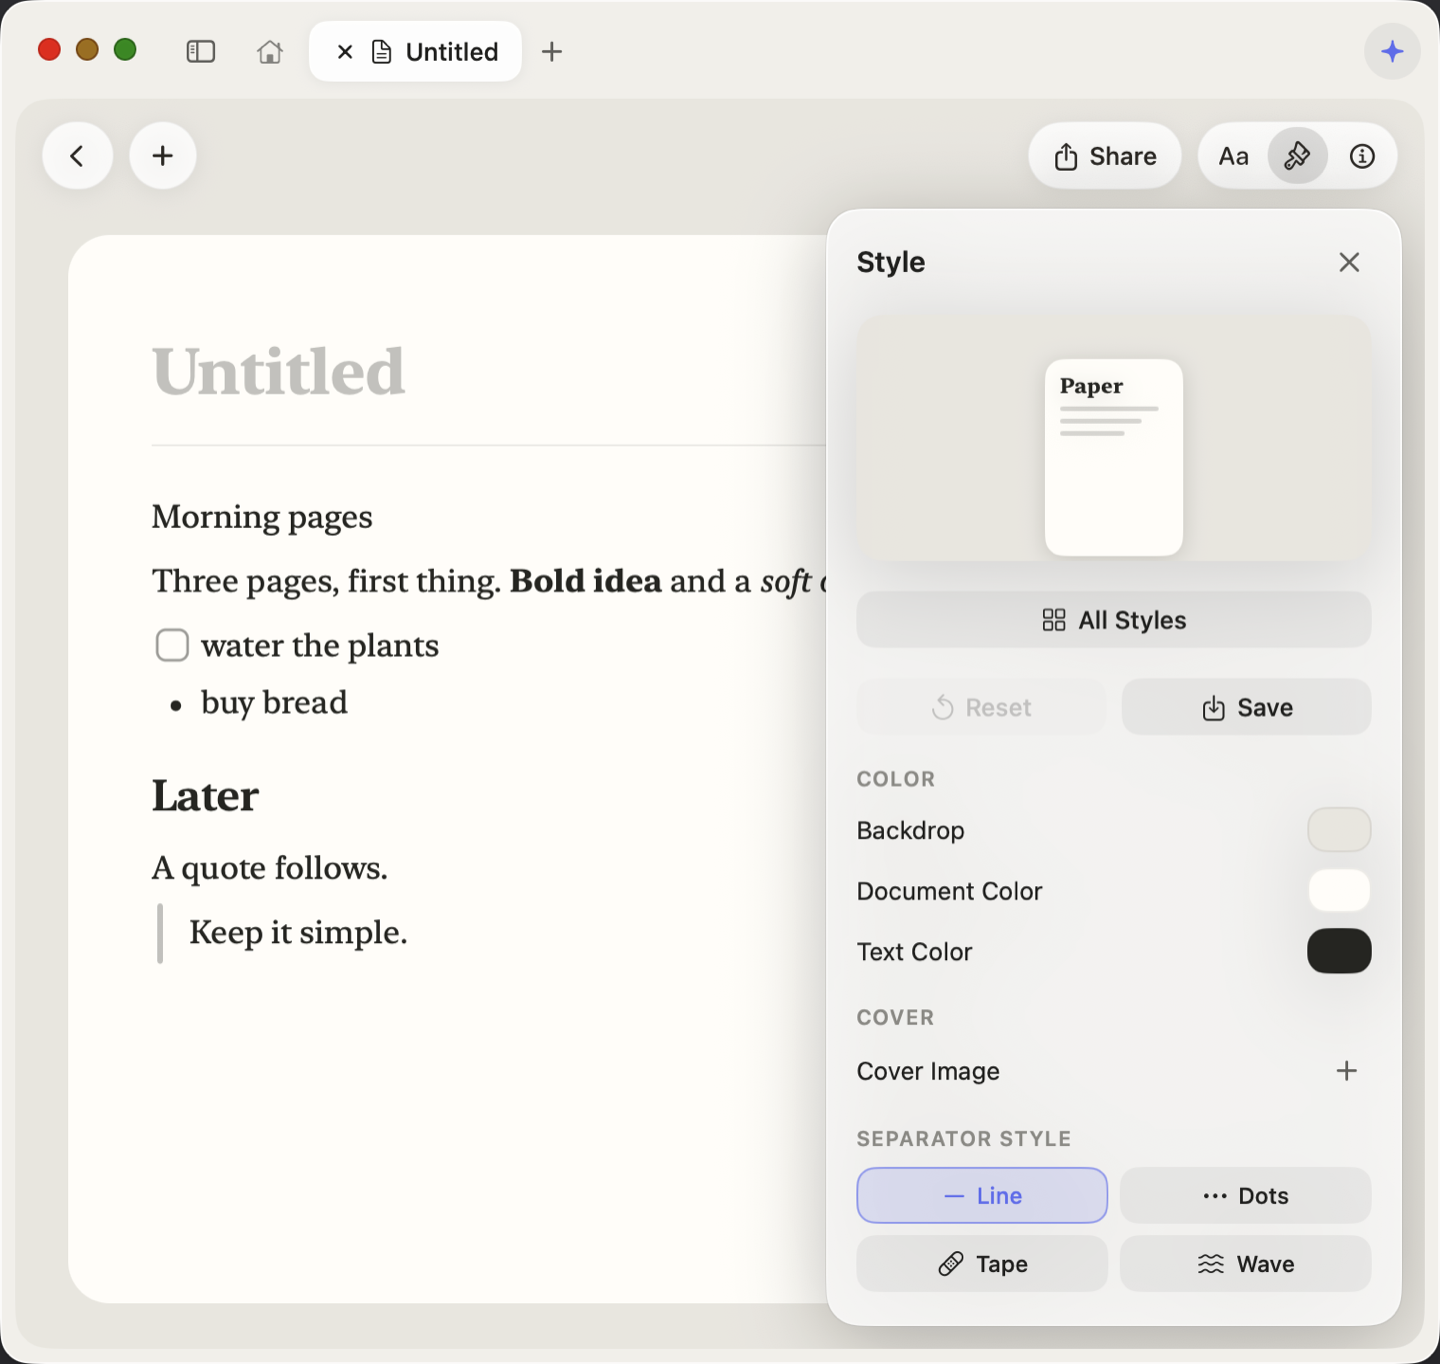 Untitled
Share
Aa
Style
Paper
All Styles
Reset
Save
COLOR
Backdrop
Document Color
Text Color
COVER
Cover Image
SEPARATOR STYLE
Line
Dots
Tape
Wave
Untitled
Morning pages
Three pages, first thing. Bold idea and a soft
water the plants
• buy bread
Later
A quote follows.
Keep it simple.